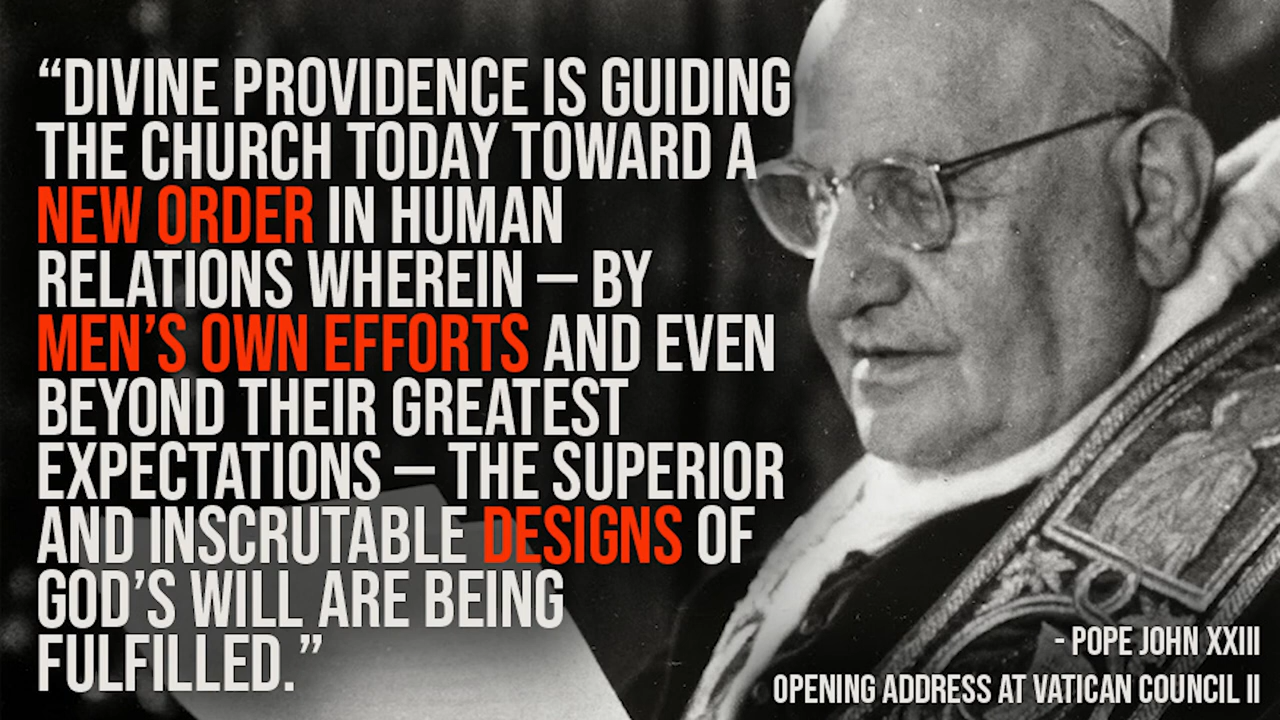 “DIVINE PROVIDENCE IS GUIDING
THE CHURCH TODAY TOWARD A
NEW ORDER IN HUMAN
RELATIONS WHEREIN – BY
MEN’S OWN EFFORTS AND EVEN
BEYOND THEIR GREATEST
EXPECTATIONS – THE SUPERIOR
AND INSCRUTABLE DESIGNS OF
GOD’S WILL ARE BEING
FULFILLED.”
- POPE JOHN XXIII
OPENING ADDRESS AT VATICAN COUNCIL II